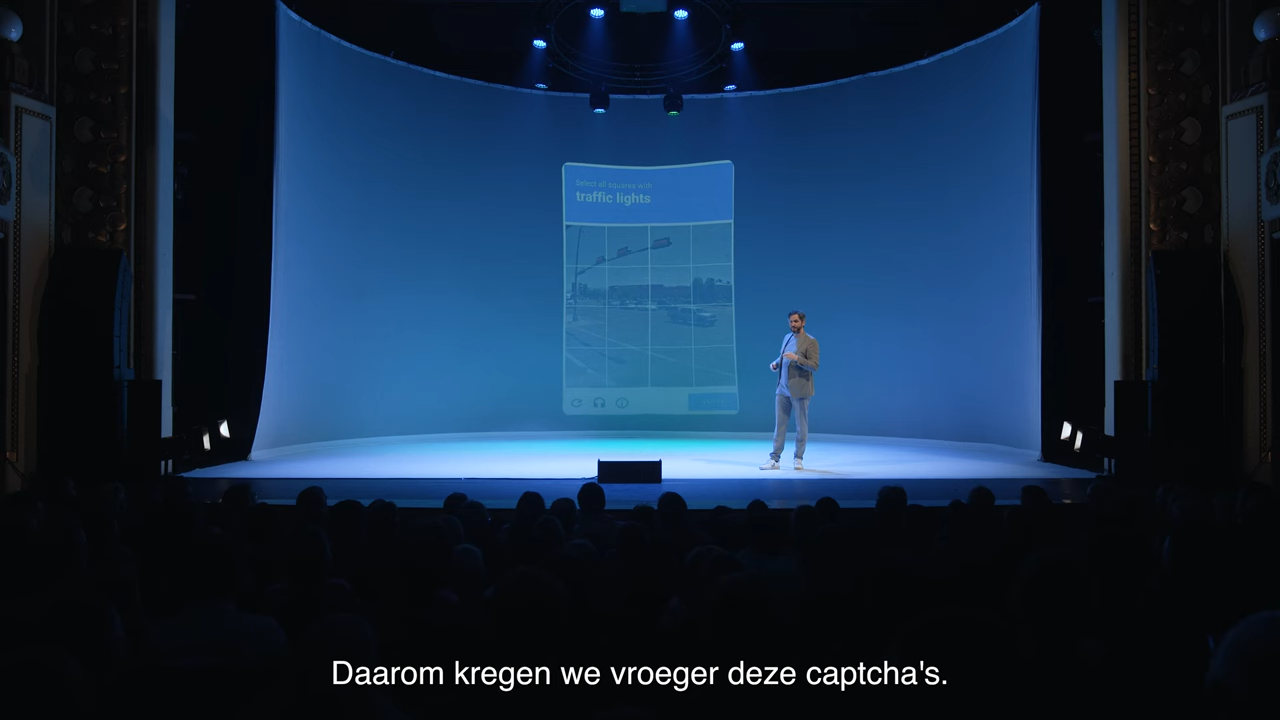 Select all squares with
traffic lights
Daarom kregen we vroeger deze captcha's.